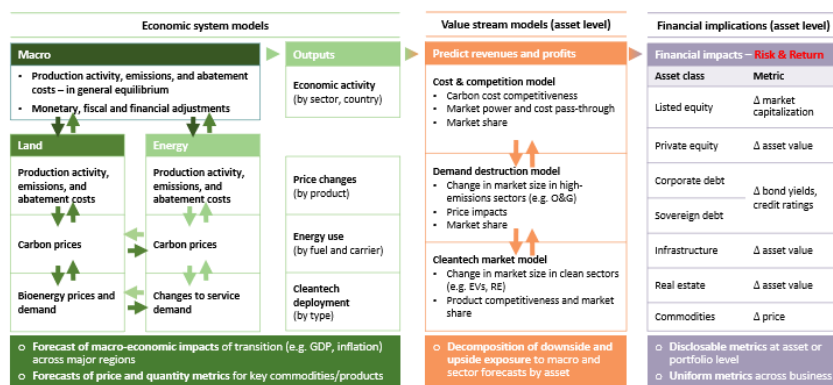 Economic system models
Value stream models (asset level)
Financial implications (asset level)
Macro
• Production activity, emissions, and abatement
costs – in general equilibrium
• Monetary, fiscal and financial adjustments
Land
Production activity,
emissions, and
abatement costs
Carbon prices
Bioenergy prices and
demand
Energy
Production activity,
emissions, and
abatement costs
Carbon prices
Changes to service
demand
Outputs
Economic activity
(by sector, country)
Price changes
(by product)
Energy use
(by fuel and carrier)
Cleantech
deployment
(by type)
o Forecast of macro-economic impacts of transition (e.g. GDP, inflation)
across major regions
o Forecasts of price and quantity metrics for key commodities/products
Predict revenues and profits
Cost & competition model
• Carbon cost competitiveness
• Market power and cost pass-through
• Market share
Demand destruction model
• Change in market size in high-
emissions sectors (e.g. O&G)
• Price impacts
• Market share
Cleantech market model
• Change in market size in clean sectors
(e.g. EVs, RE)
• Product competitiveness and market
share
o Decomposition of downside and
upside exposure to macro and
sector forecasts by asset
Financial impacts – Risk & Return
Asset class Metric
Listed equity Δ market
capitalization
Private equity Δ asset value
Corporate debt
Δ bond yields,
credit ratings
Sovereign debt
Infrastructure Δ asset value
Real estate Δ asset value
Commodities Δ price
o Disclosable metrics at asset or
portfolio level
o Uniform metrics across business